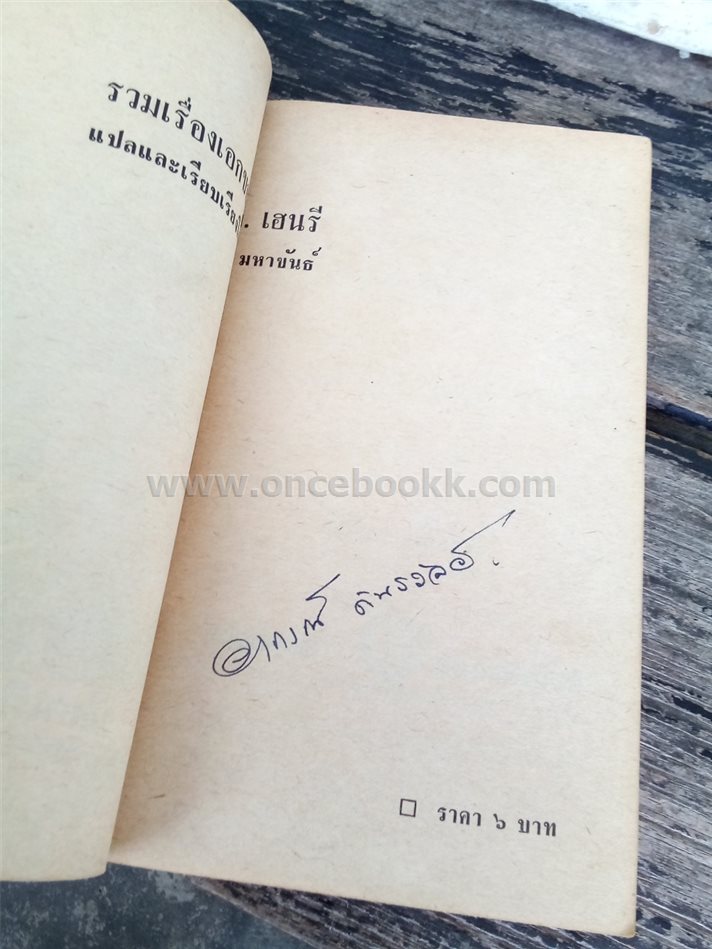 รวมเรื่องเอก
แปลและเรียบเรียง
. เฮนรี
มหาขันธ์
www.oncebookk.com
ราคา ๖ บาท